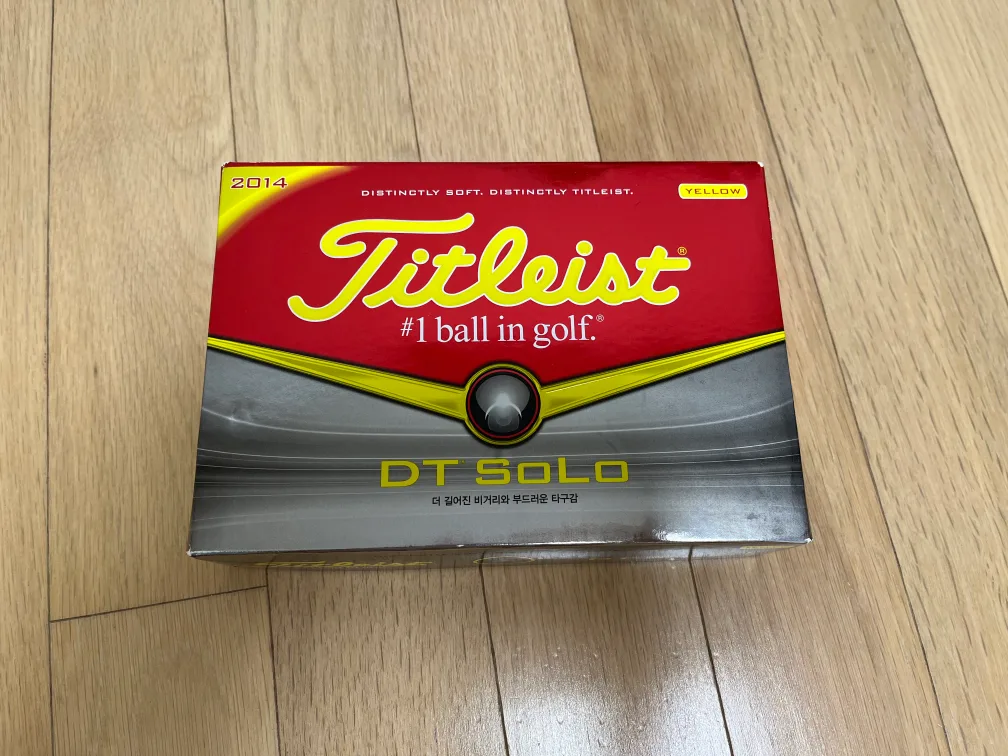 2014
DISTINCTLY SOFT. DISTINCTLY TITLEIST.
YELLOW
Titleist®
#1 ball in golf.®
DT SoLo
더 길어진 비거리와 부드러운 타구감
Titleist